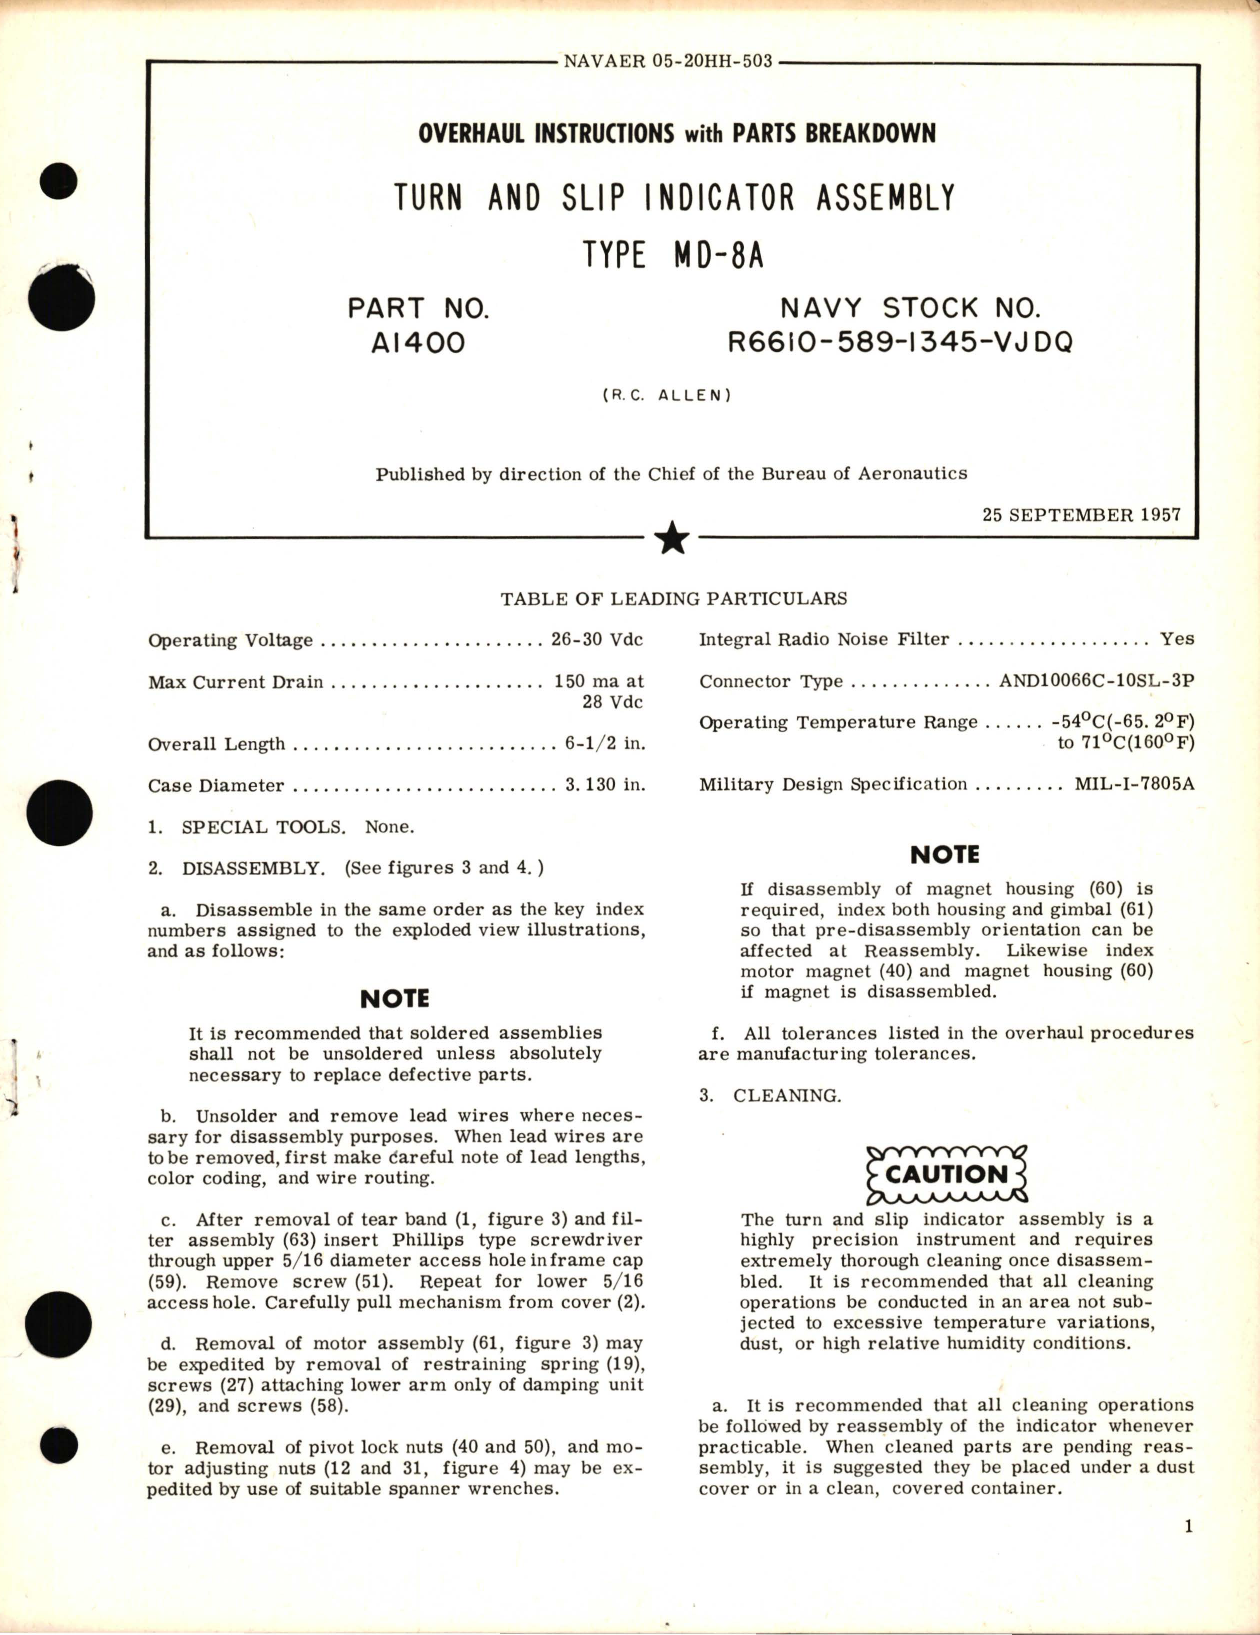 NAVAER 05-20HH-503
OVERHAUL INSTRUCTIONS with PARTS BREAKDOWN
TURN AND SLIP INDICATOR ASSEMBLY
TYPE MD-8A
PART NO.
A1400
NAVY STOCK NO.
R6610-589-1345-VJDQ
(R.C. ALLEN)
Published by direction of the Chief of the Bureau of Aeronautics
25 SEPTEMBER 1957
TABLE OF LEADING PARTICULARS
Operating Voltage ...................... 26-30 Vdc
Max Current Drain ..................... 150 ma at
28 Vdc
Overall Length .......................... 6-1/2 in.
Case Diameter .......................... 3.130 in.
1. SPECIAL TOOLS. None.
2. DISASSEMBLY. (See figures 3 and 4.)
a. Disassemble in the same order as the key index
numbers assigned to the exploded view illustrations,
and as follows:
NOTE
It is recommended that soldered assemblies
shall not be unsoldered unless absolutely
necessary to replace defective parts.
b. Unsolder and remove lead wires where neces-
sary for disassembly purposes. When lead wires are
to be removed, first make careful note of lead lengths,
color coding, and wire routing.
c. After removal of tear band (1, figure 3) and fil-
ter assembly (63) insert Phillips type screwdriver
through upper 5/16 diameter access hole in frame cap
(59). Remove screw (51). Repeat for lower 5/16
access hole. Carefully pull mechanism from cover (2).
d. Removal of motor assembly (61, figure 3) may
be expedited by removal of restraining spring (19),
screws (27) attaching lower arm only of damping unit
(29), and screws (58).
e. Removal of pivot lock nuts (40 and 50), and mo-
tor adjusting nuts (12 and 31, figure 4) may be ex-
pedited by use of suitable spanner wrenches.
Integral Radio Noise Filter ................... Yes
Connector Type .............. AND10066C-10SL-3P
Operating Temperature Range ...... -54°C(-65.2°F)
to 71°C(160°F)
Military Design Specification ......... MIL-I-7805A
NOTE
If disassembly of magnet housing (60) is
required, index both housing and gimbal (61)
so that pre-disassembly orientation can be
affected at Reassembly. Likewise index
motor magnet (40) and magnet housing (60)
if magnet is disassembled.
f. All tolerances listed in the overhaul procedures
are manufacturing tolerances.
3. CLEANING.
CAUTION
The turn and slip indicator assembly is a
highly precision instrument and requires
extremely thorough cleaning once disassem-
bled. It is recommended that all cleaning
operations be conducted in an area not sub-
jected to excessive temperature variations,
dust, or high relative humidity conditions.
a. It is recommended that all cleaning operations
be followed by reassembly of the indicator whenever
practicable. When cleaned parts are pending reas-
sembly, it is suggested they be placed under a dust
cover or in a clean, covered container.
1